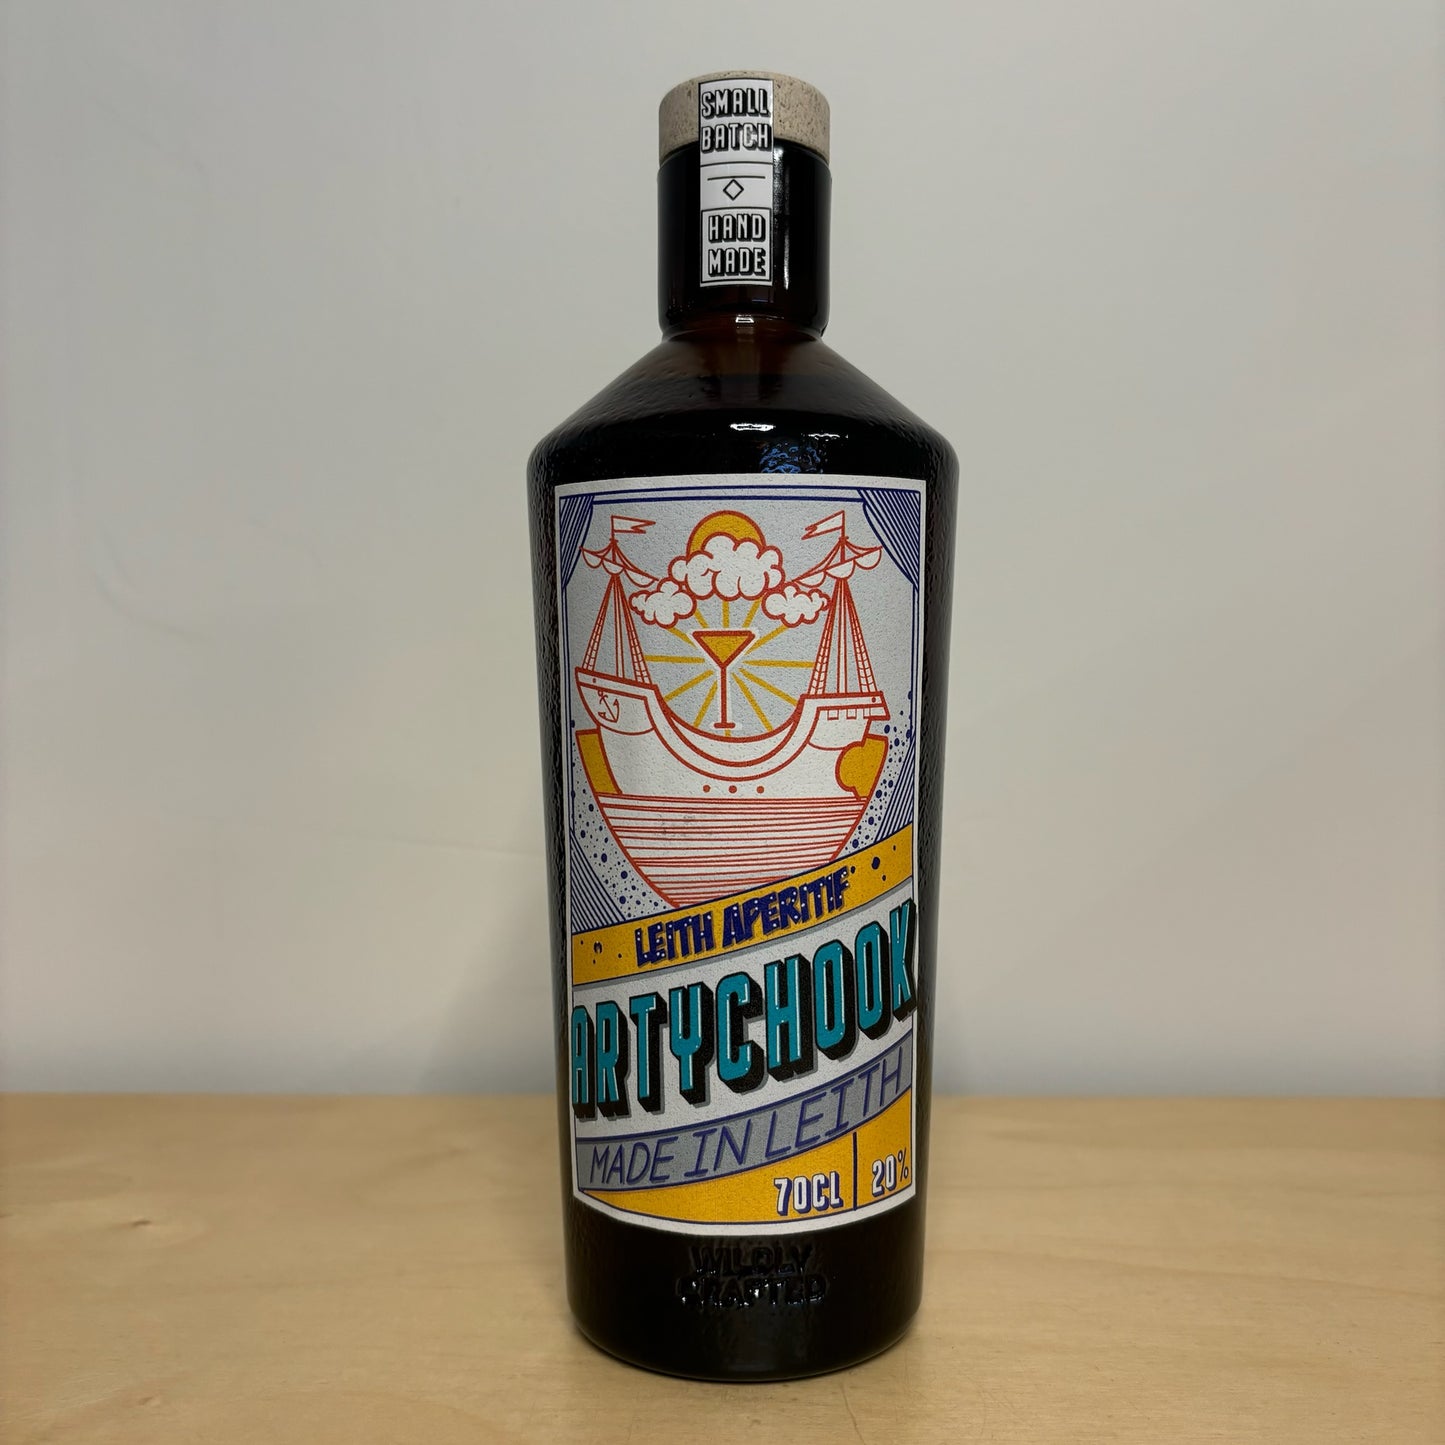 SMALL
BATCH
HAND
MADE
LEITH APERITIF
ARTYCHOOK
MADE IN LEITH
70CL 20%
WILDLY
CRAFTED